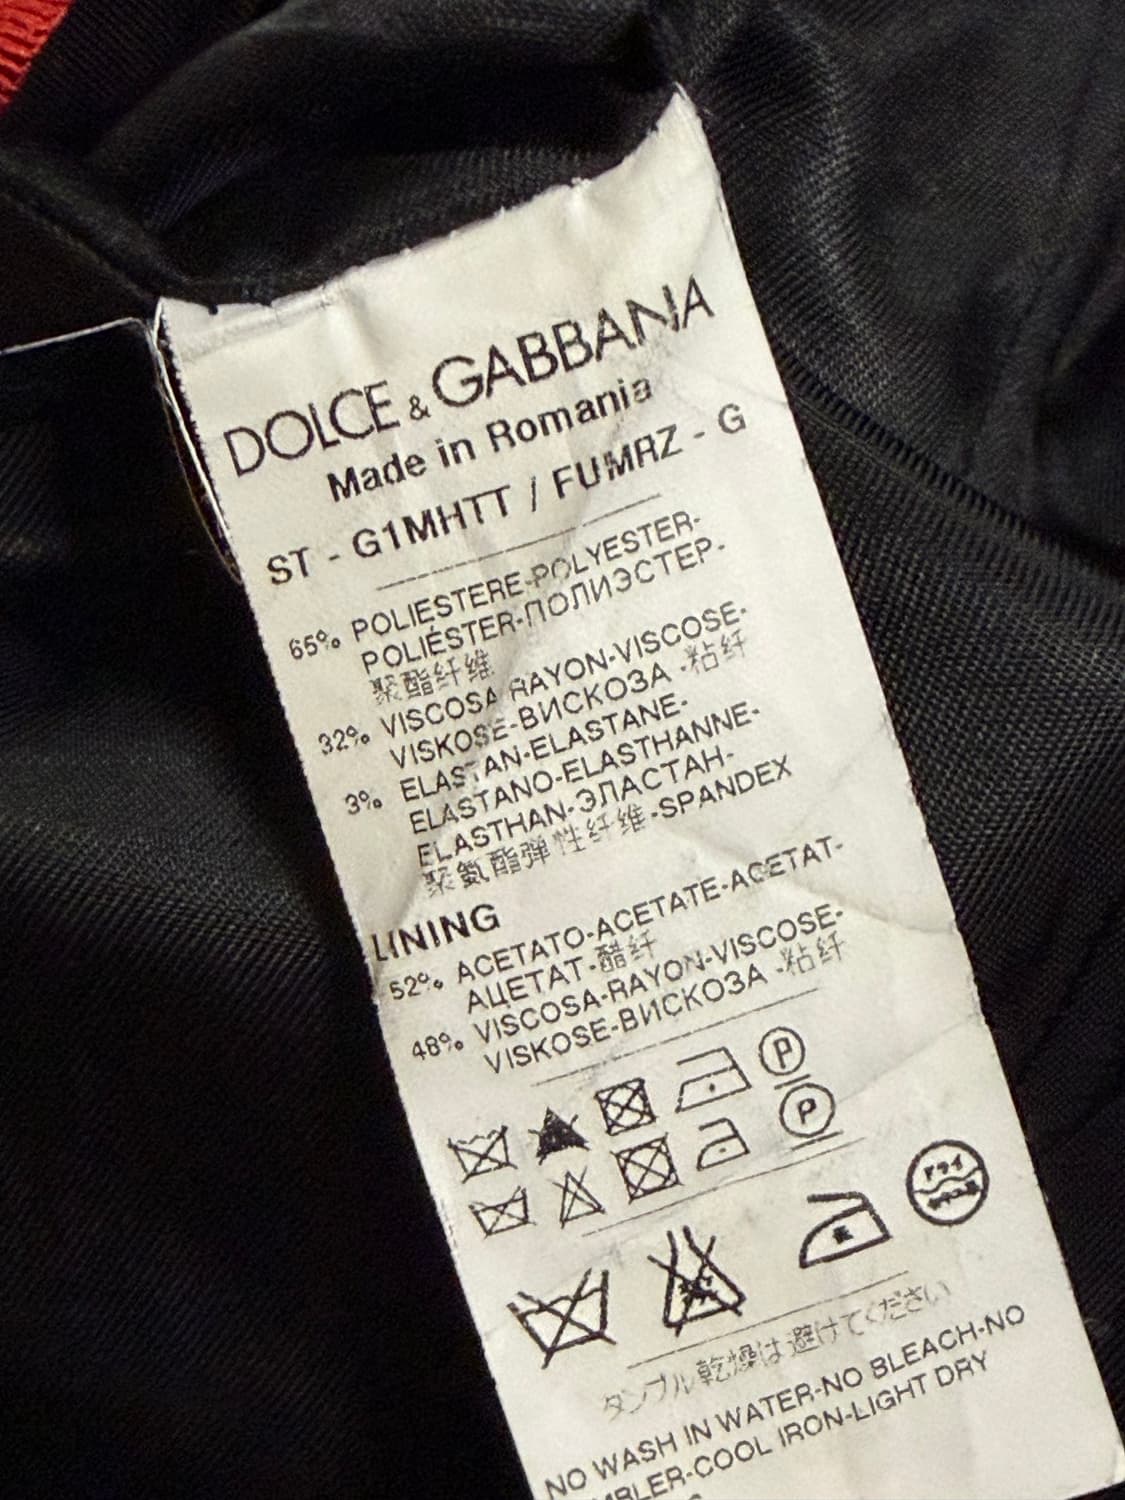 DOLCE & GABBANA
Made in Romania
ST - G1MHTT / FUMRZ - G
65% POLIESTERE-POLYESTER-
POLIÉSTER-ПОЛИЭСТЕР-
聚酯纤维
32% VISCOSA RAYON-VISCOSE-
VISKOSE-ВИСКОЗА -粘纤
3% ELASTAN-ELASTANE-
ELASTANO-ELASTHANNE-
ELASTHAN-ЭЛАСТАН-
聚氨酯弹性纤维-SPANDEX
LINING
52% ACETATO-ACETATE-ACETAT-
АЦЕТАТ-醋纤
48% VISCOSA-RAYON-VISCOSE-
VISKOSE-ВИСКОЗА -粘纤
P
P
ドライ
タンブル乾燥は避けてください
NO WASH IN WATER-NO BLEACH-NO
MBLER-COOL IRON-LIGHT DRY